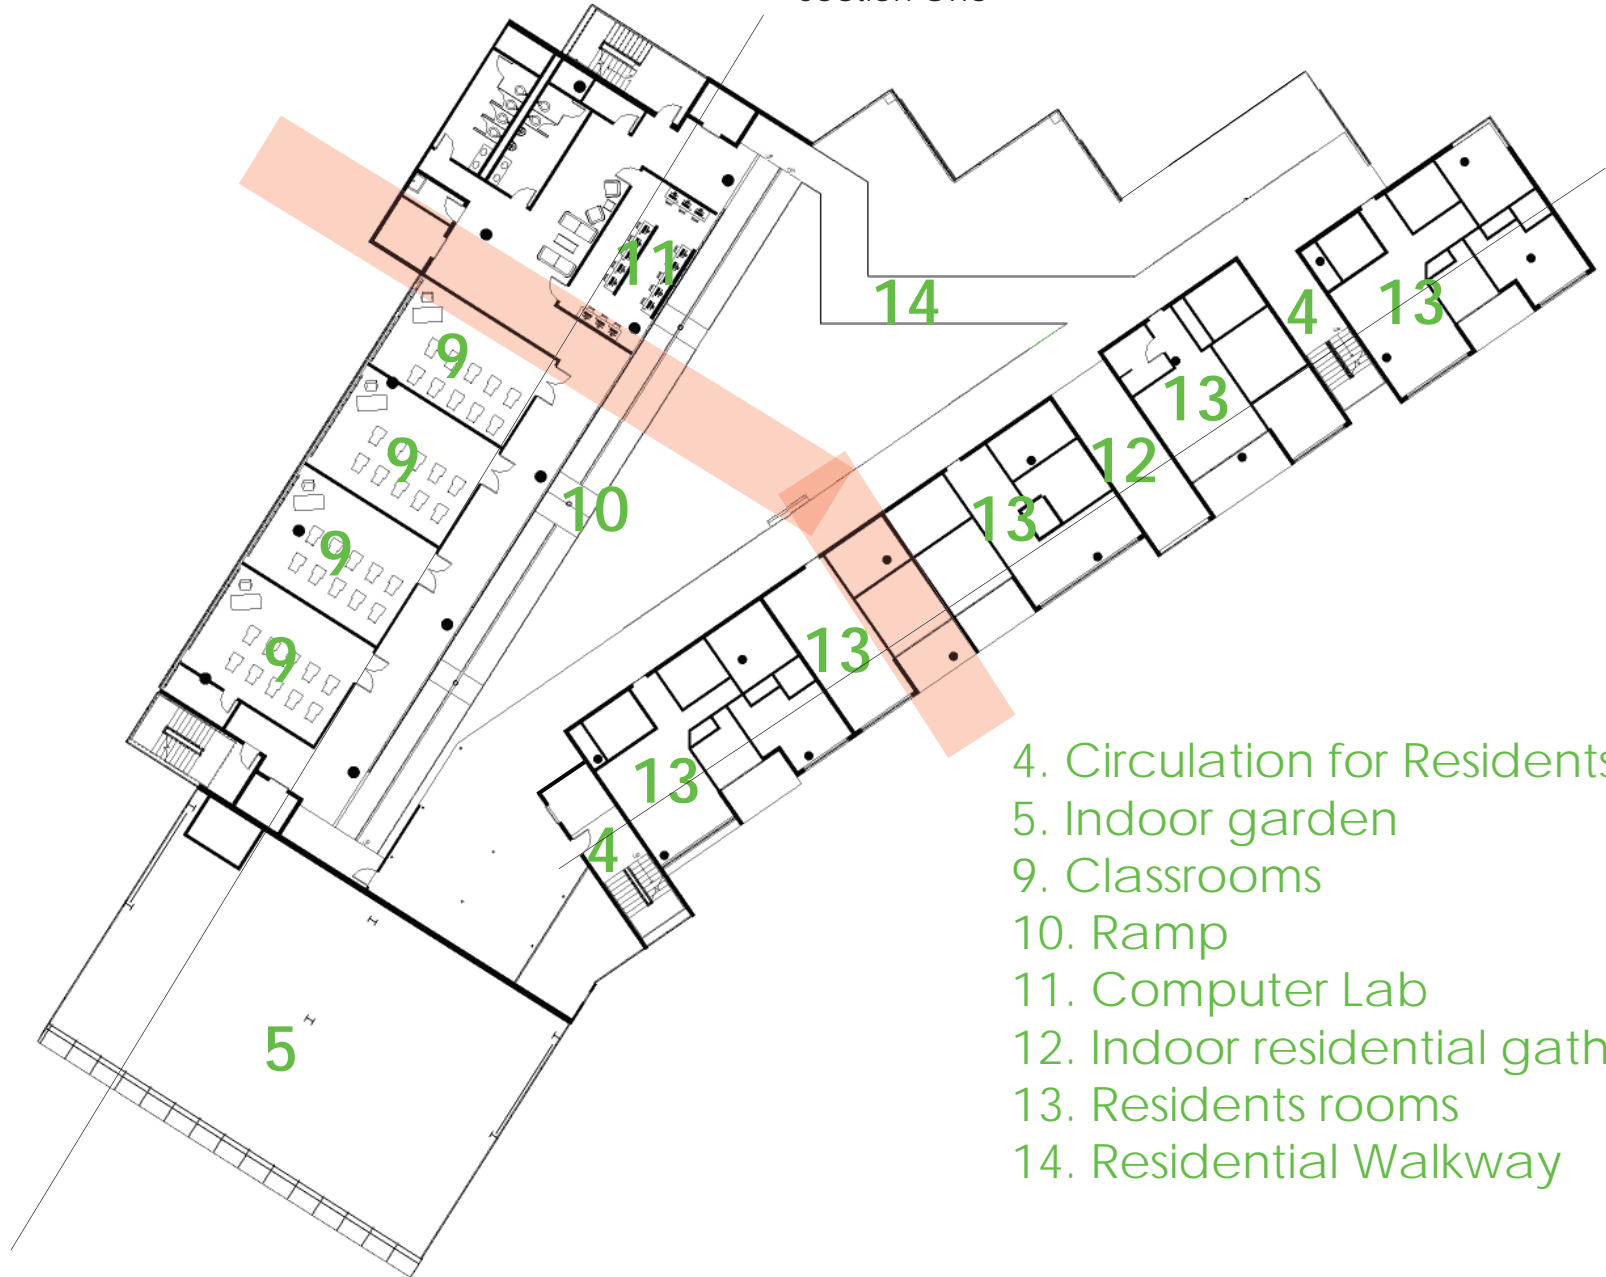 Section One
11
14
4
13
9
13
9
12
10
13
9
13
9
13
4
5
4. Circulation for Residents
5. Indoor garden
9. Classrooms
10. Ramp
11. Computer Lab
12. Indoor residential gath
13. Residents rooms
14. Residential Walkway